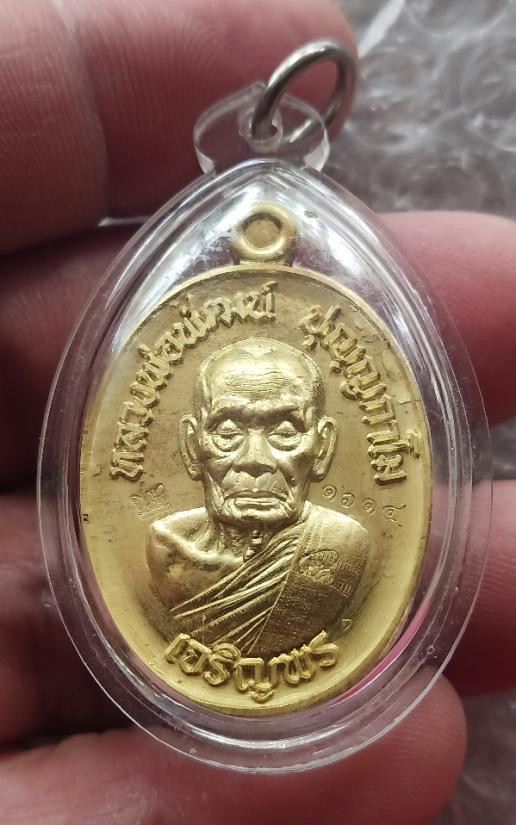 หลวงพ่อพัฒน์ ปุญฺญกาโม
๑๗๑๔
เจริญพร